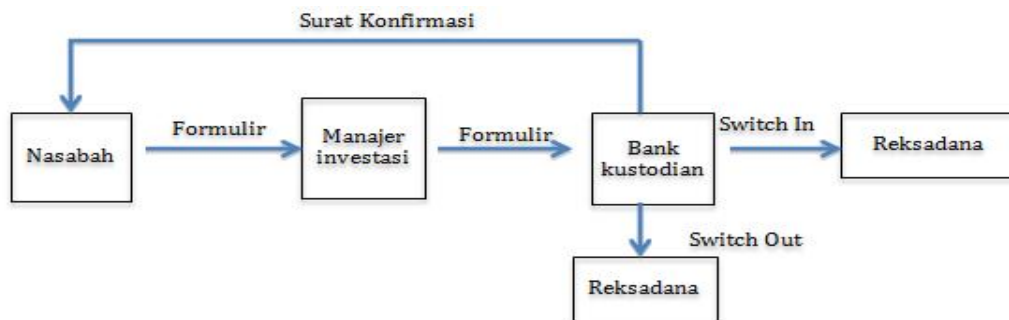 Surat Konfirmasi
Nasabah
Formulir
Manajer
investasi
Formulir
Bank
kustodian
Switch In
Reksadana
Switch Out
Reksadana